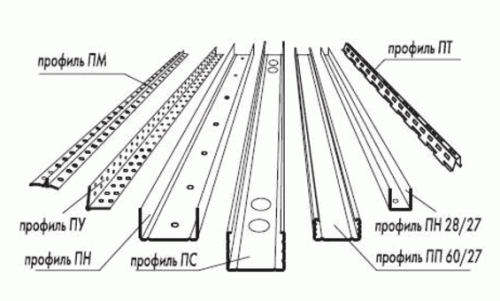 профиль ПМ
профиль ПТ
профиль ПУ
профиль ПН
профиль ПС
профиль ПН 28/27
профиль ПП 60/27